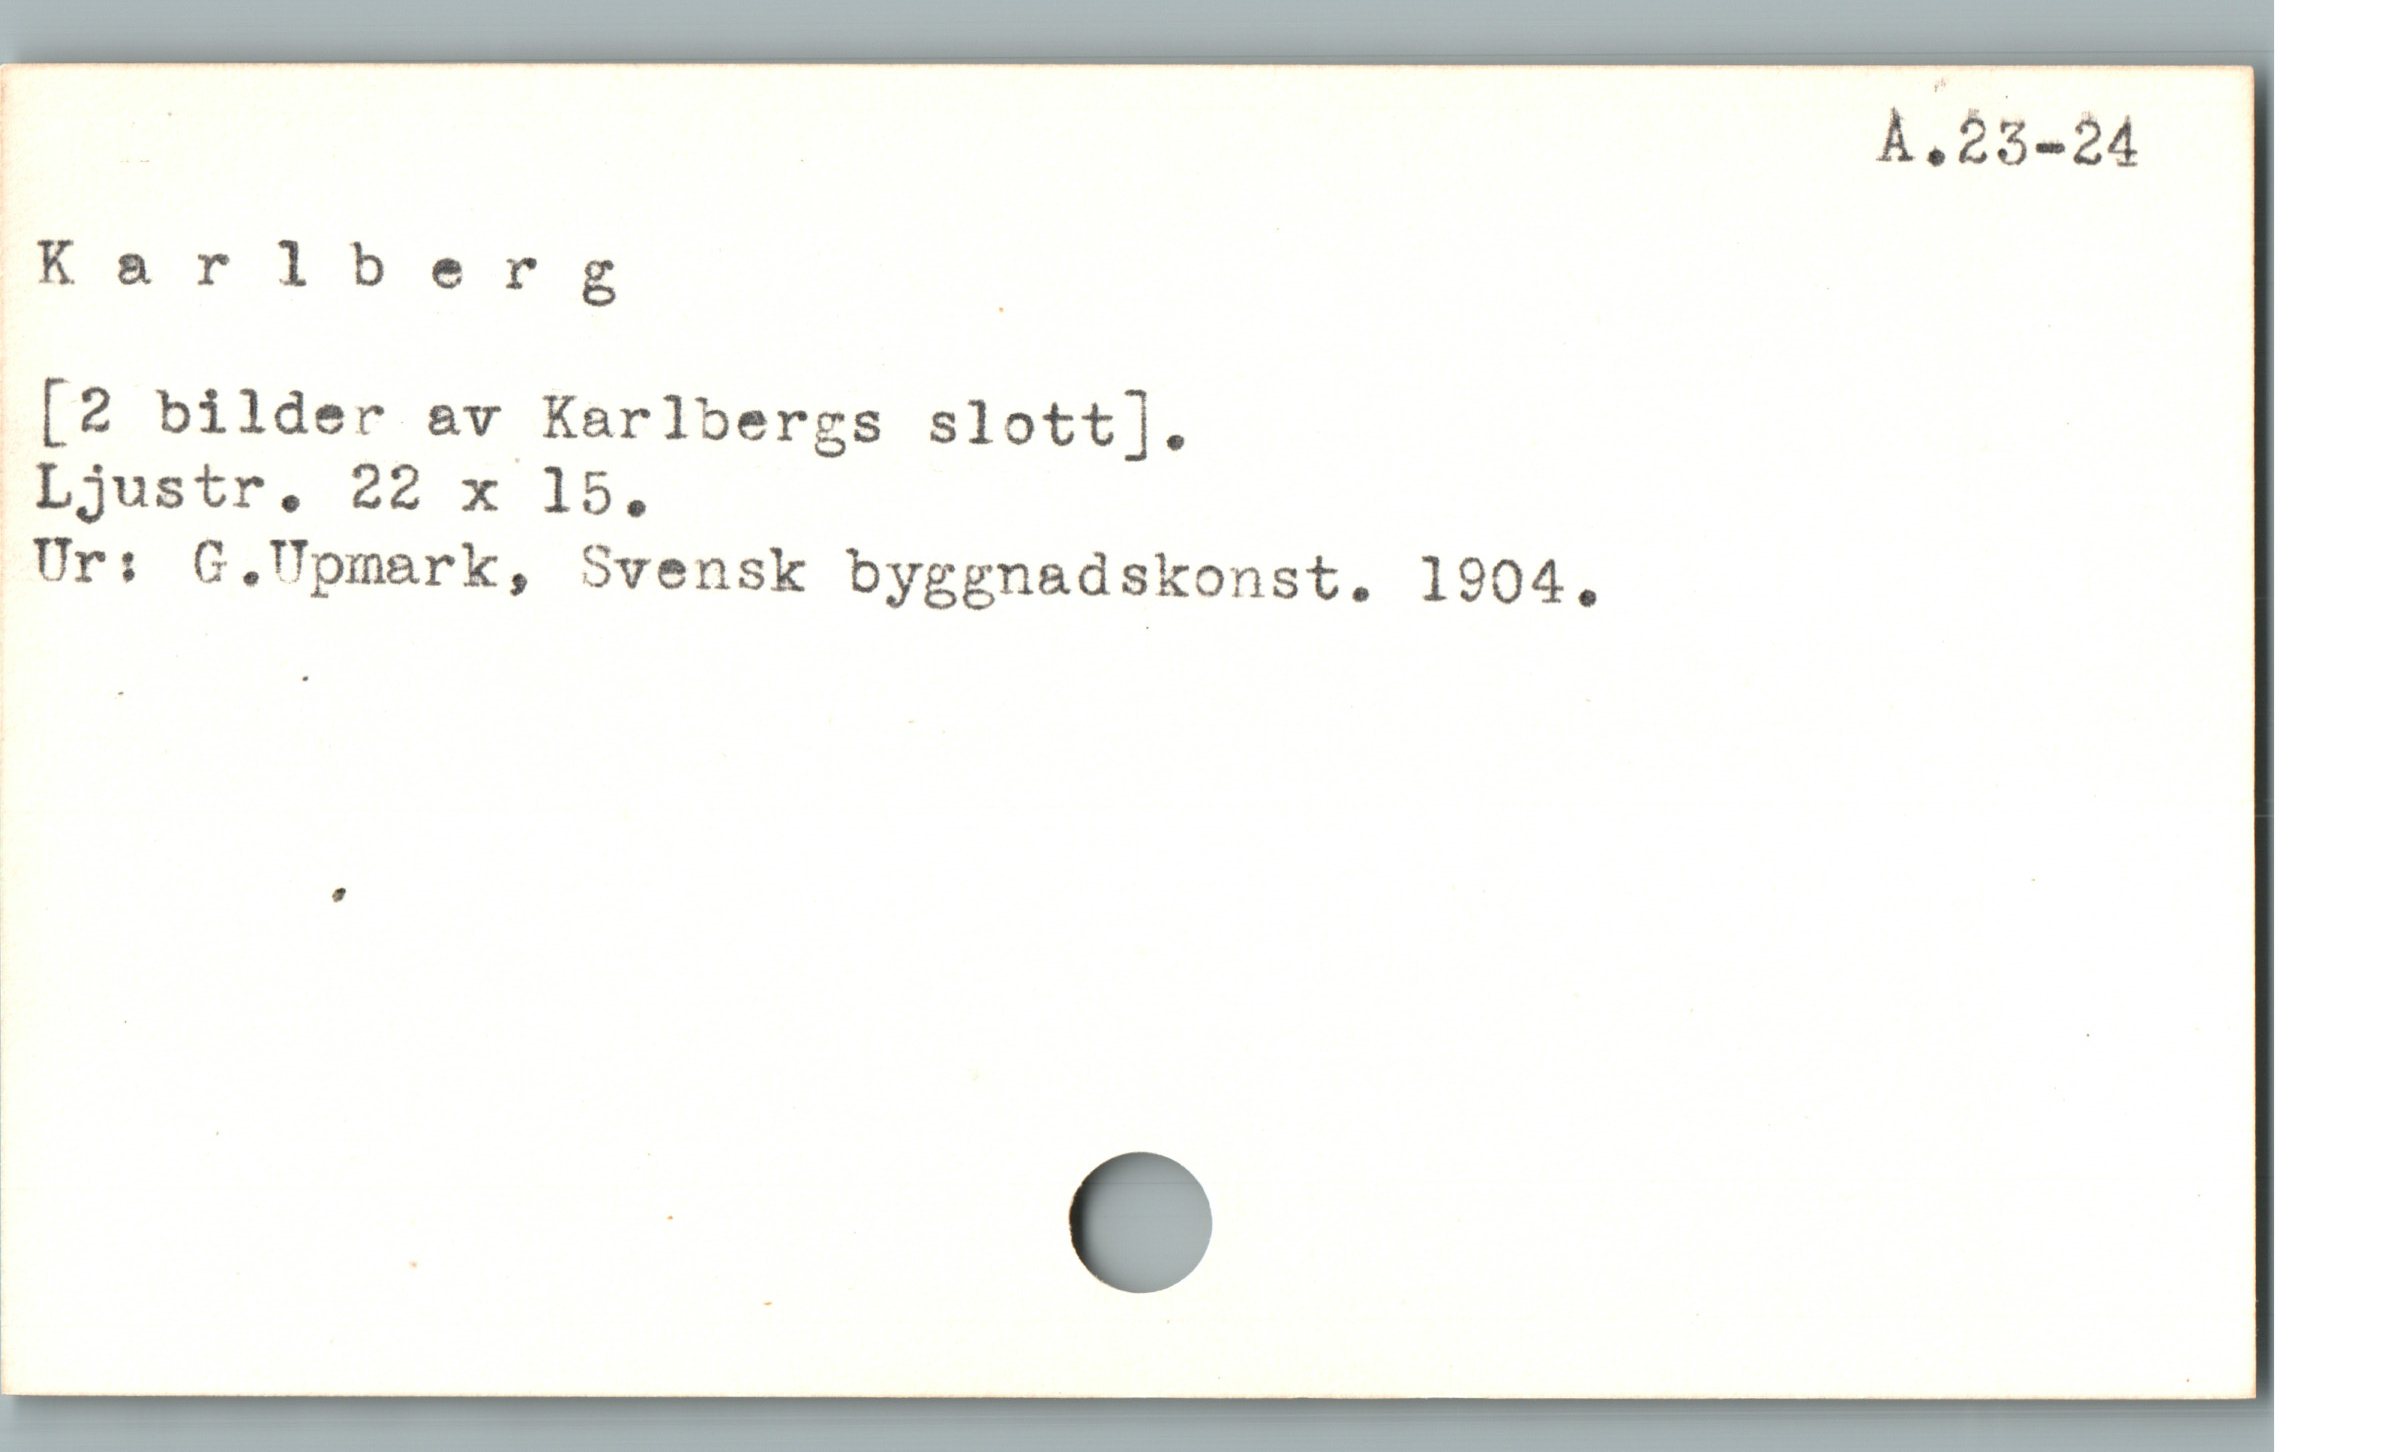 A.23-24
K a r l b e r g
[2 bilder av Karlbergs slott].
Ljustr. 22 x 15.
Ur: G.Upmark, Svensk byggnadskonst. 1904.